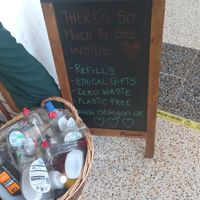 THERE'S SO
MUCH TO SEE
INSIDE
- REFILLS
- ETHICAL GIFTS
- ZERO WASTE
- PLASTIC FREE